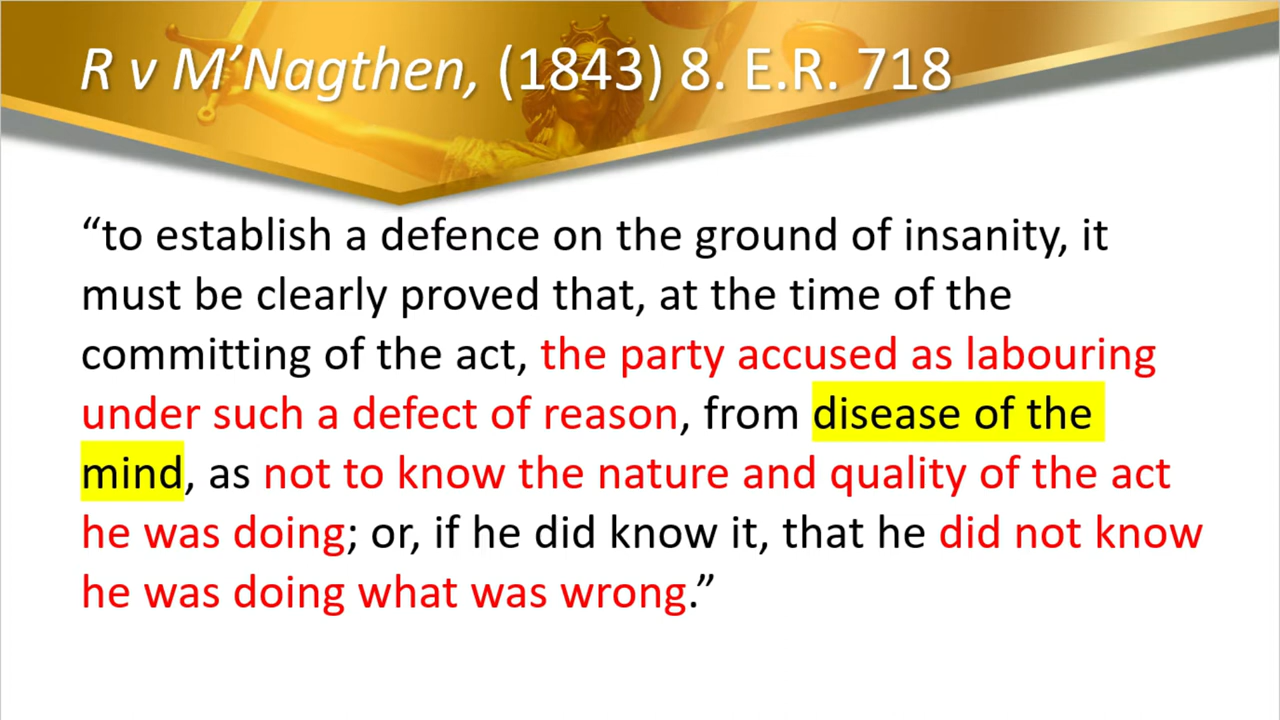 R v M’Nagthen, (1843) 8. E.R. 718
“to establish a defence on the ground of insanity, it
must be clearly proved that, at the time of the
committing of the act, the party accused as labouring
under such a defect of reason, from disease of the
mind, as not to know the nature and quality of the act
he was doing; or, if he did know it, that he did not know
he was doing what was wrong.”